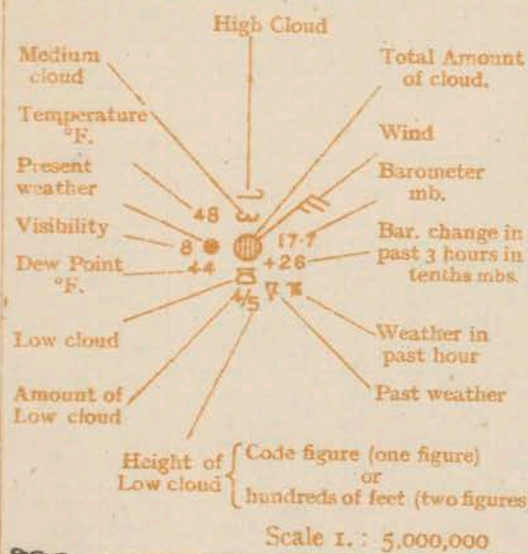 High Cloud
Medium
cloud
Total Amount
of cloud.
Temperature
°F.
Wind
Present
weather
Barometer
mb.
48
Visibility
8
17.7
Bar. change in
past 3 hours in
tenths mbs.
+26
Dew Point
°F.
44
4/5
Low cloud
Weather in
past hour
Amount of
Low cloud
Past weather
Height of
Low cloud
Code figure (one figure)
or
hundreds of feet (two figures
Scale 1. : 5,000,000